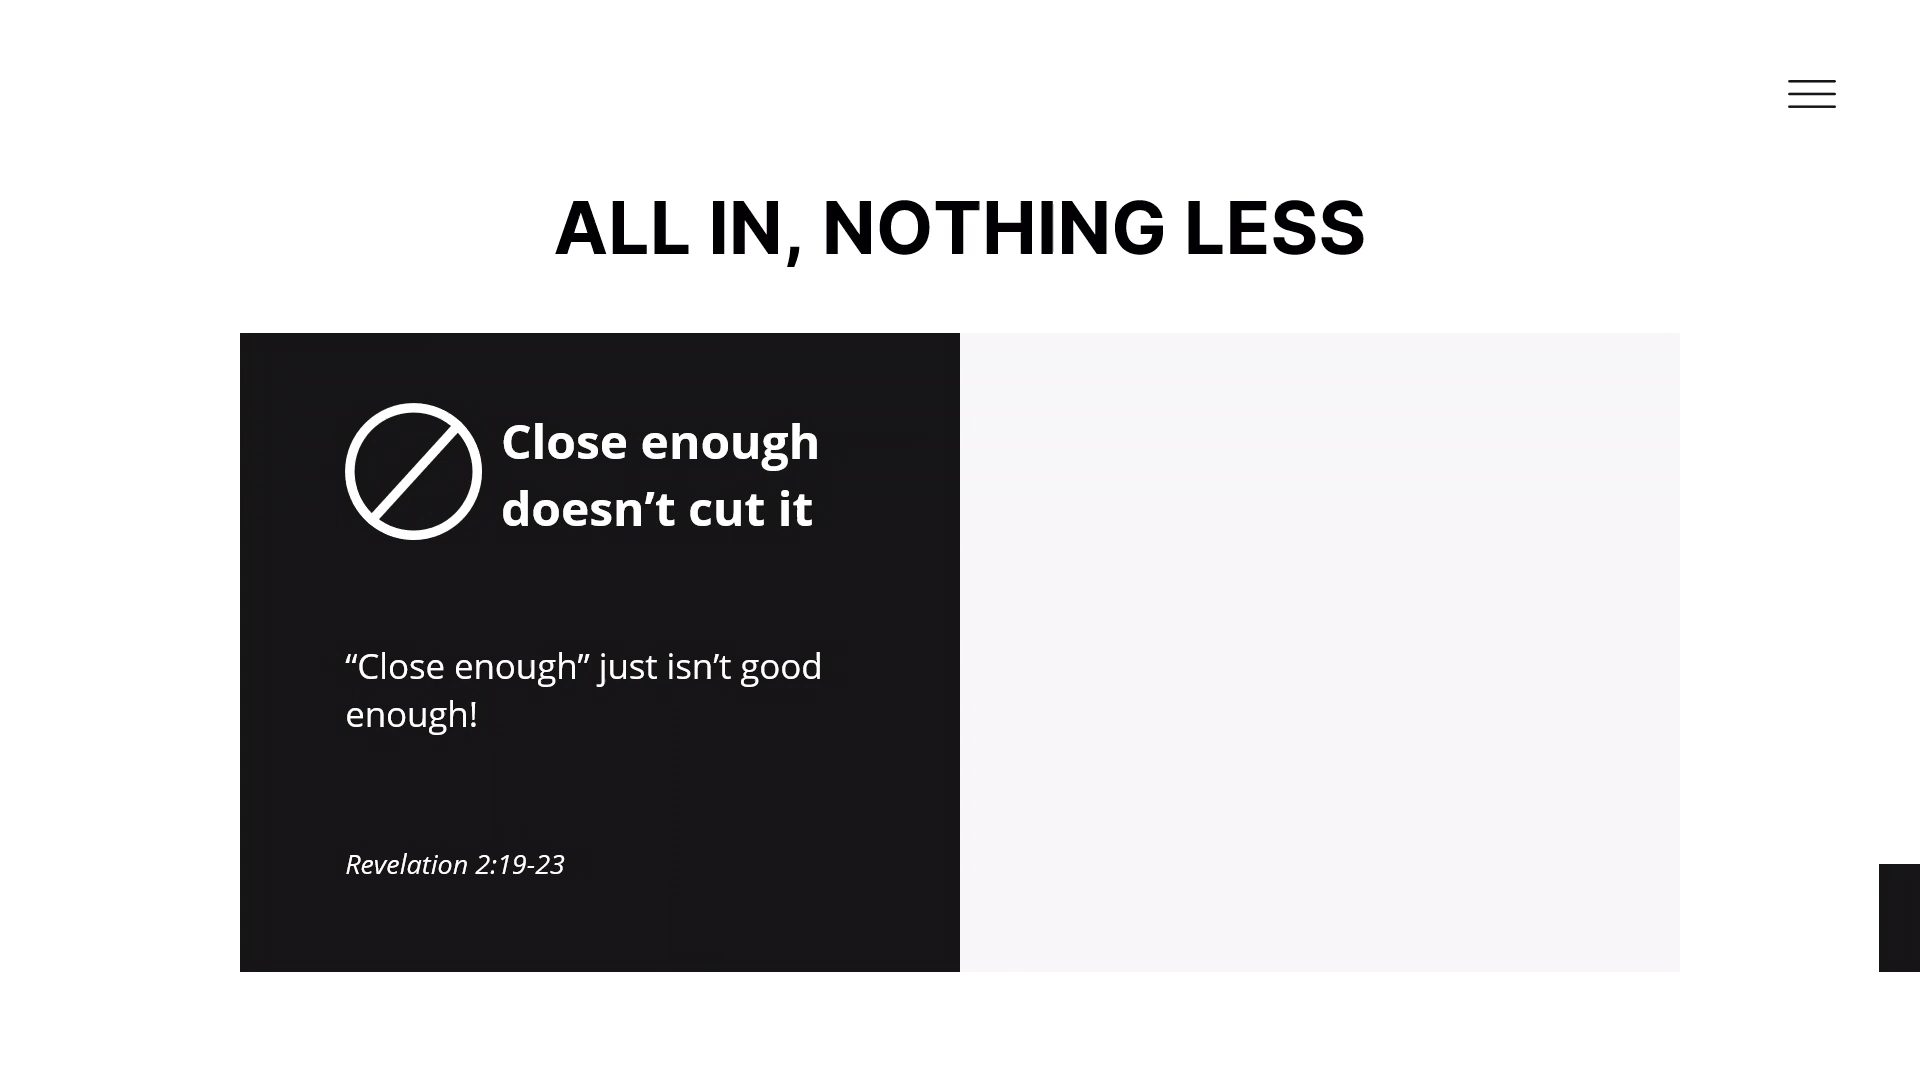 ALL IN, NOTHING LESS
Close enough
doesn’t cut it
“Close enough” just isn’t good
enough!
Revelation 2:19-23